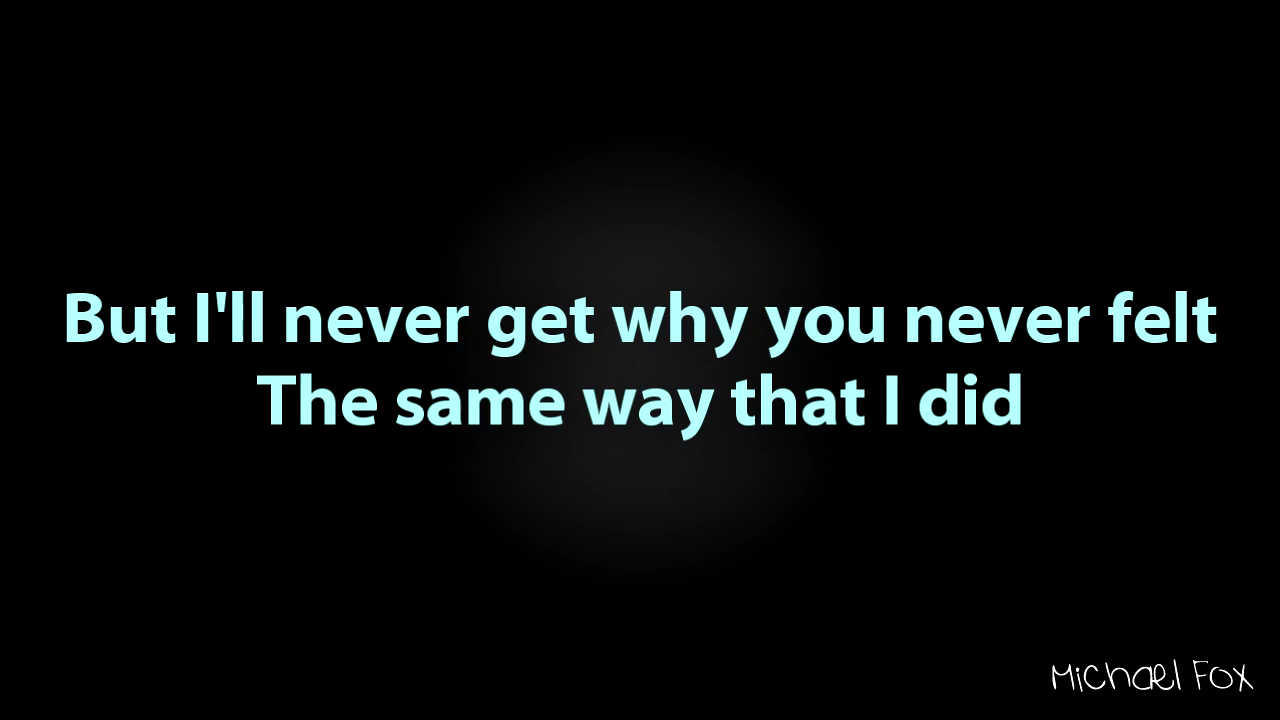 But I'll never get why you never felt
The same way that I did
Michael Fox